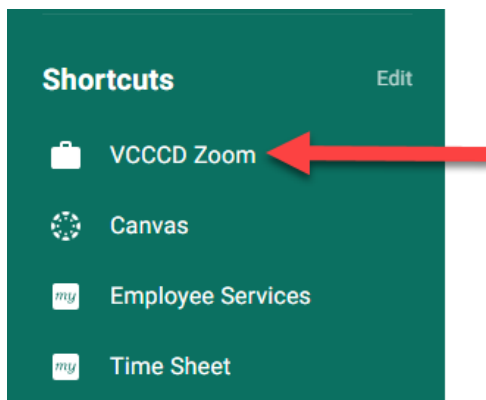 Shortcuts Edit
VCCCD Zoom
Canvas
my Employee Services
my Time Sheet